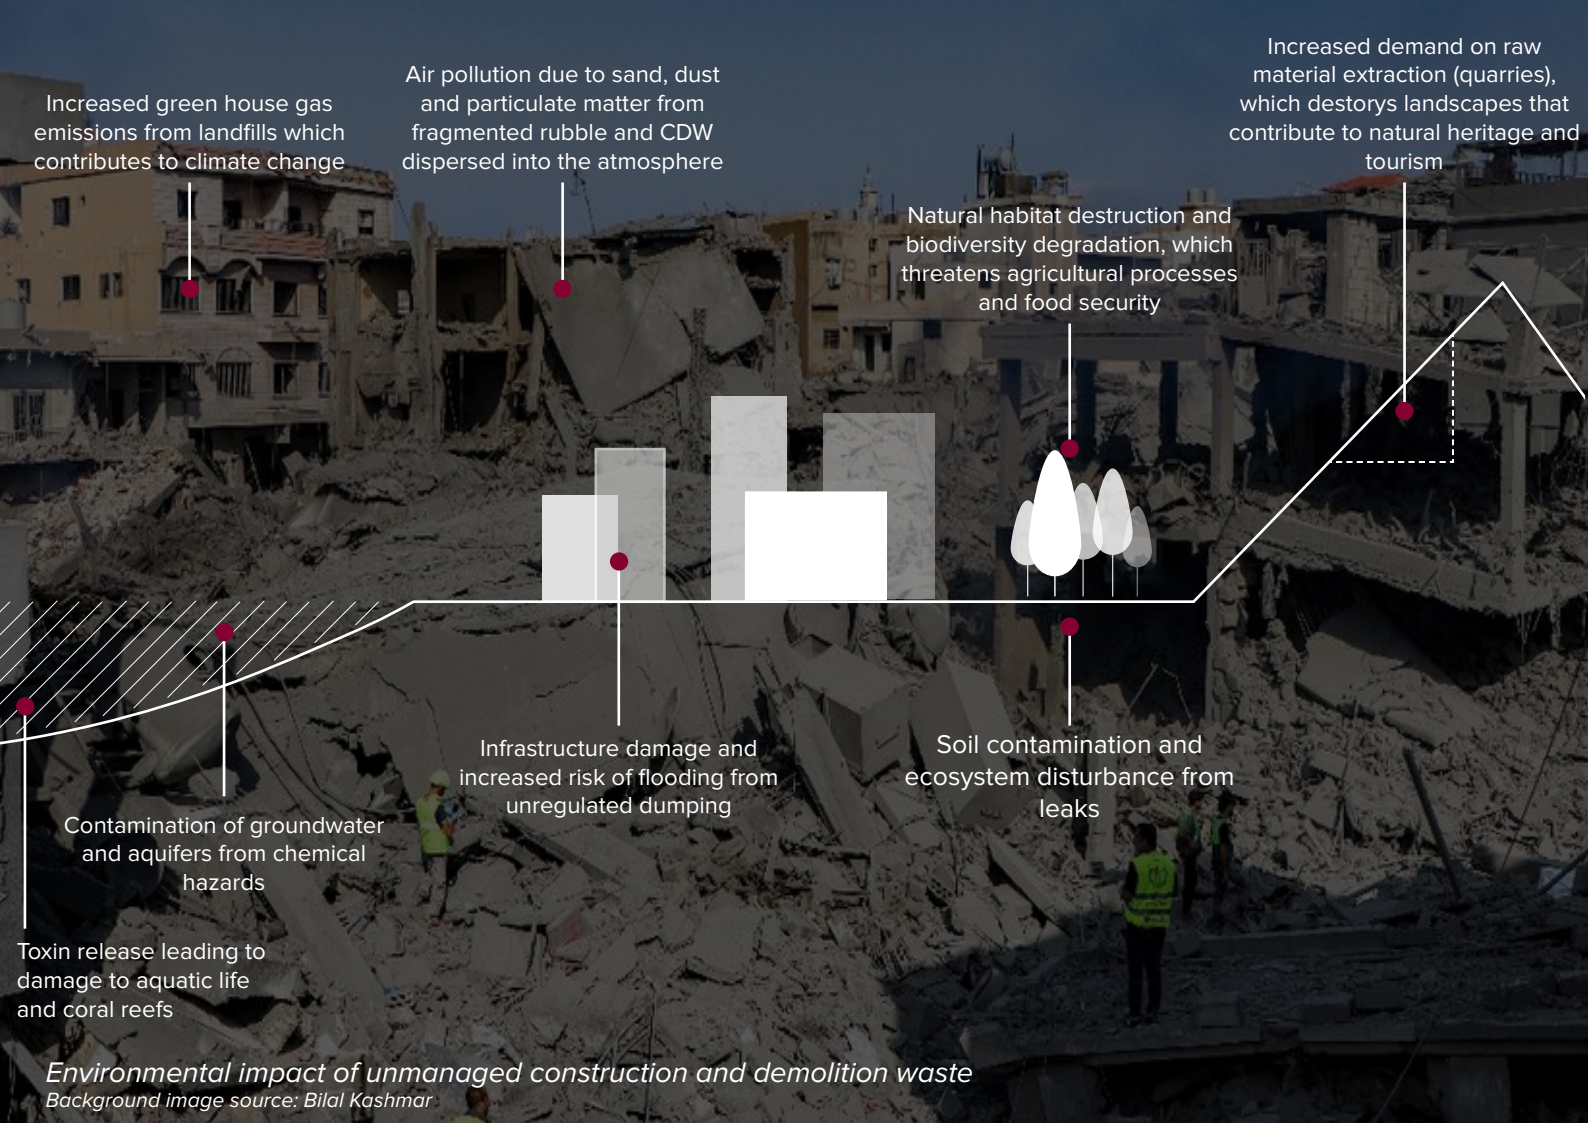 Increased green house gas
emissions from landfills which
contributes to climate change
Air pollution due to sand, dust
and particulate matter from
fragmented rubble and CDW
dispersed into the atmosphere
Increased demand on raw
material extraction (quarries),
which destorys landscapes that
contribute to natural heritage and
tourism
Natural habitat destruction and
biodiversity degradation, which
threatens agricultural processes
and food security
Infrastructure damage and
increased risk of flooding from
unregulated dumping
Soil contamination and
ecosystem disturbance from
leaks
Contamination of groundwater
and aquifers from chemical
hazards
Toxin release leading to
damage to aquatic life
and coral reefs
Environmental impact of unmanaged construction and demolition waste
Background image source: Bilal Kashmar